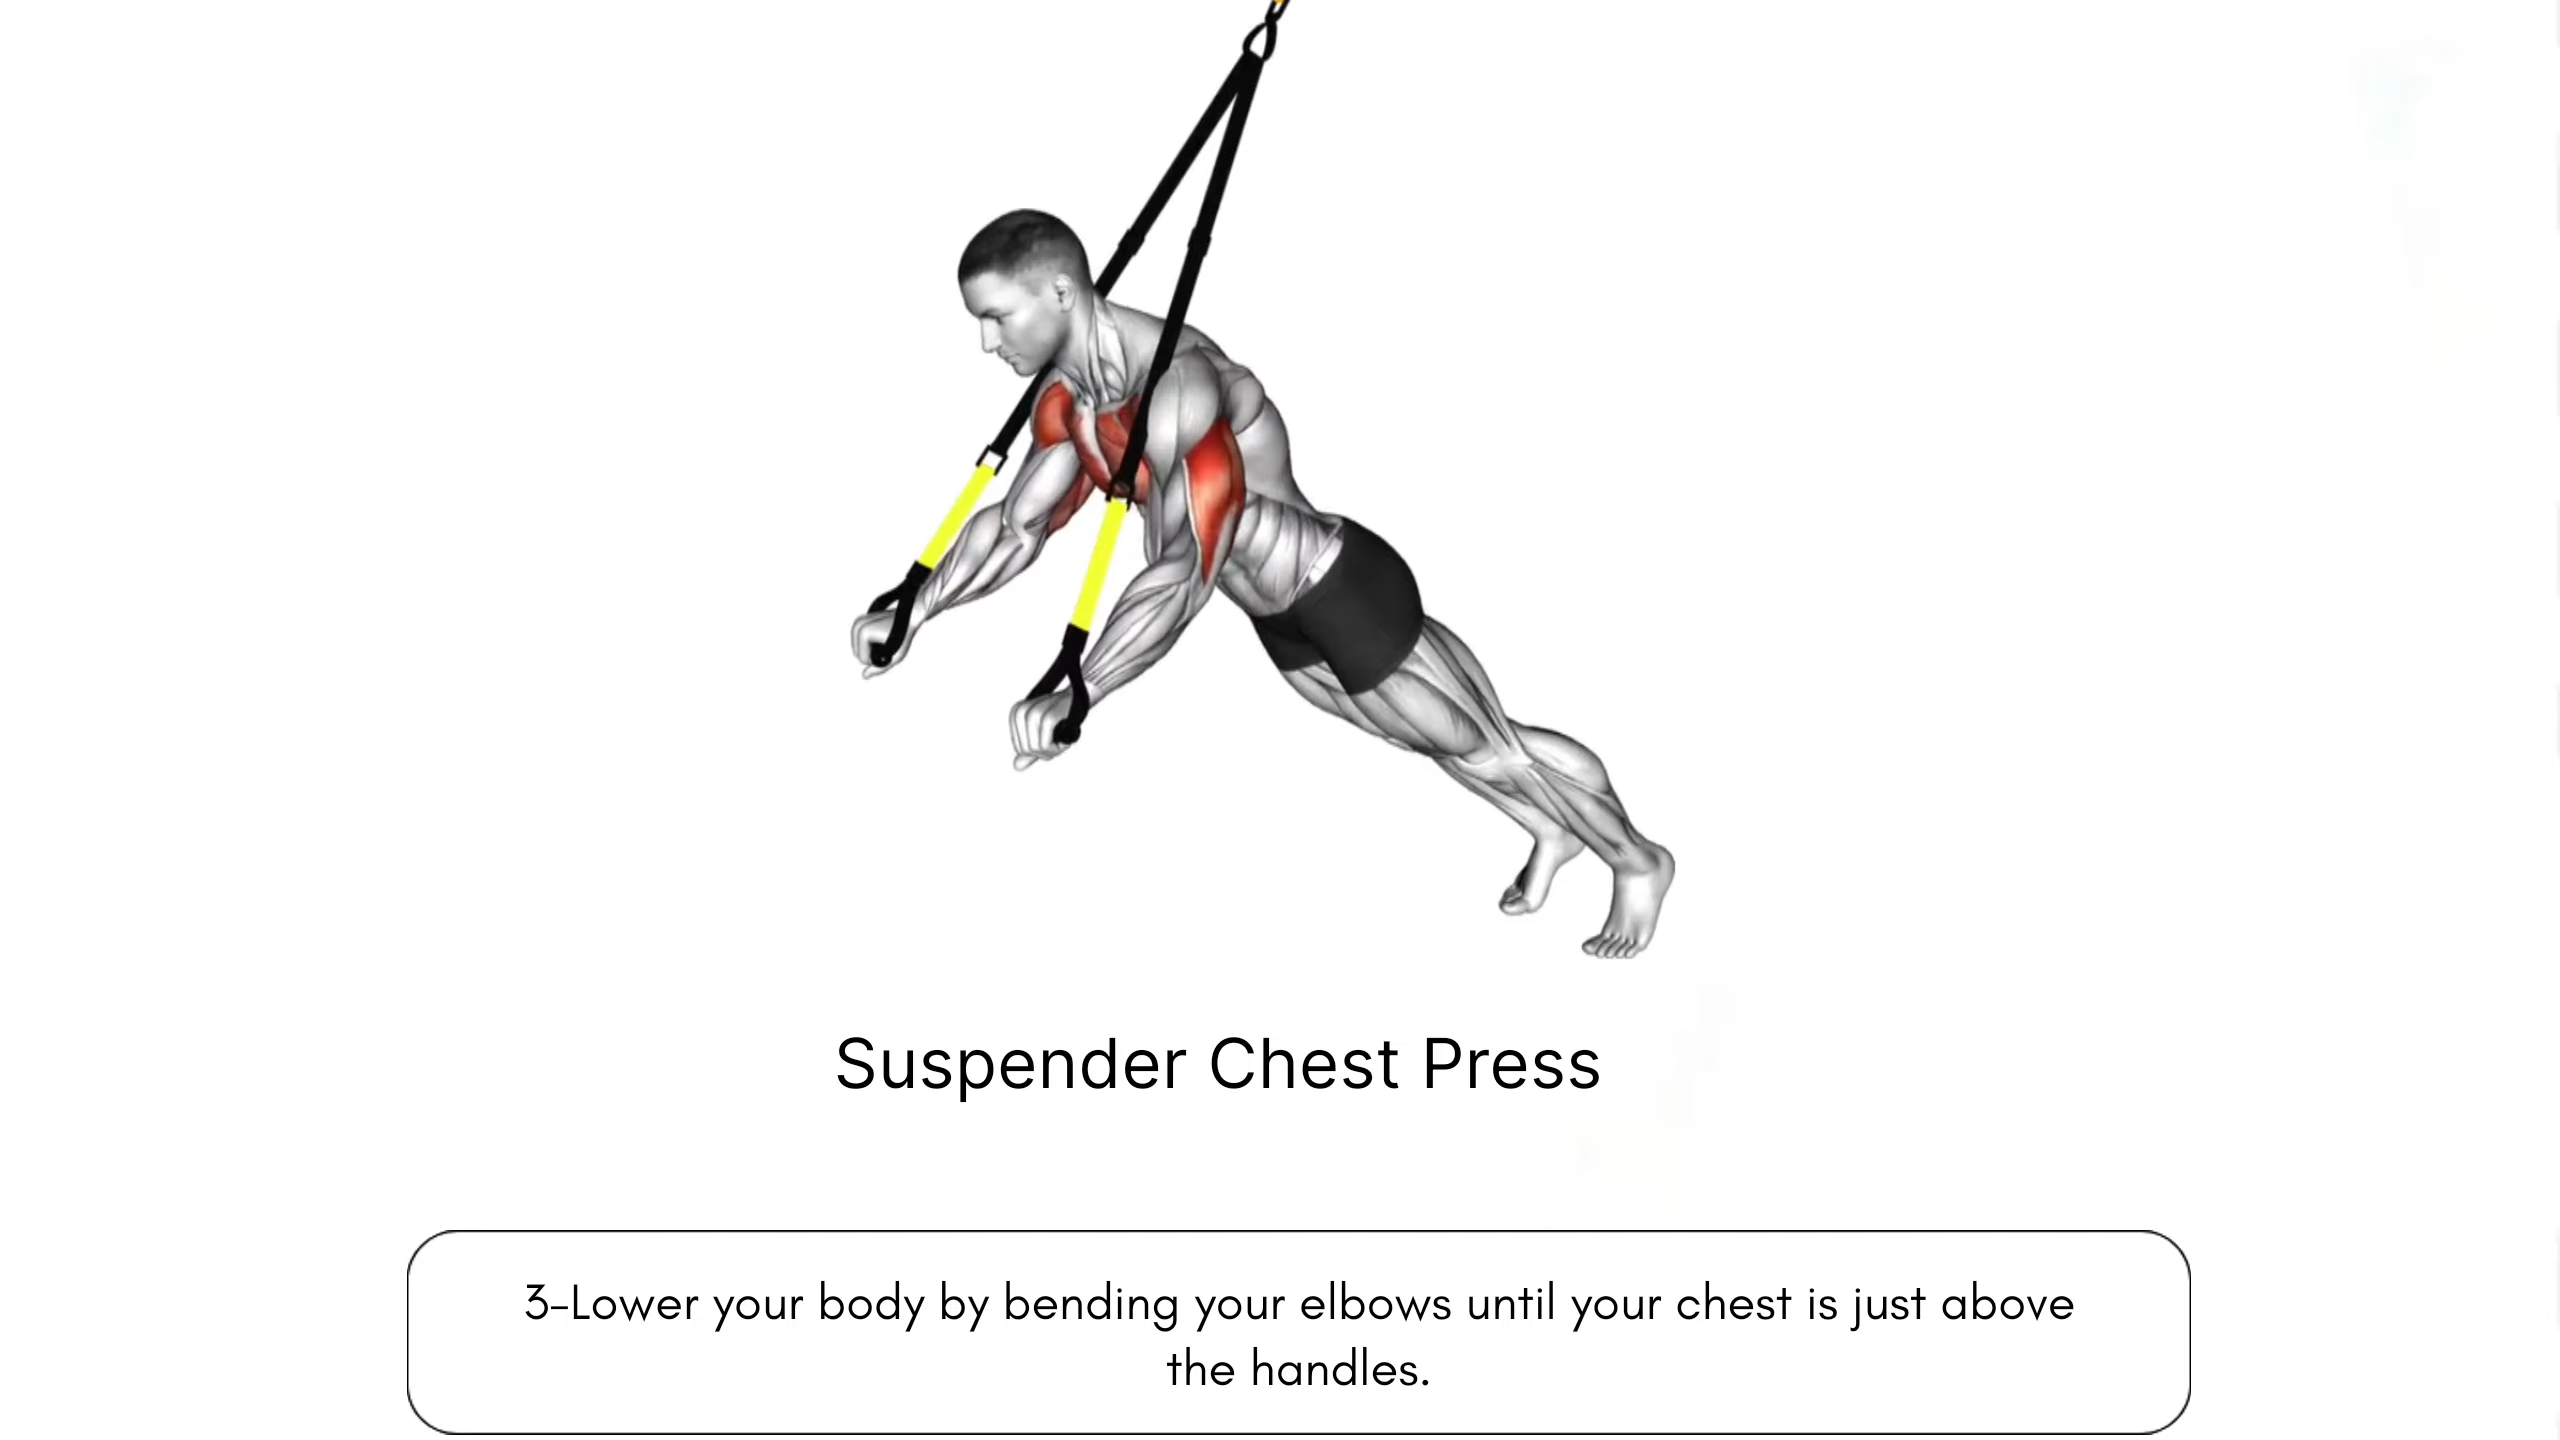 Suspender Chest Press
3-Lower your body by bending your elbows until your chest is just above
the handles.